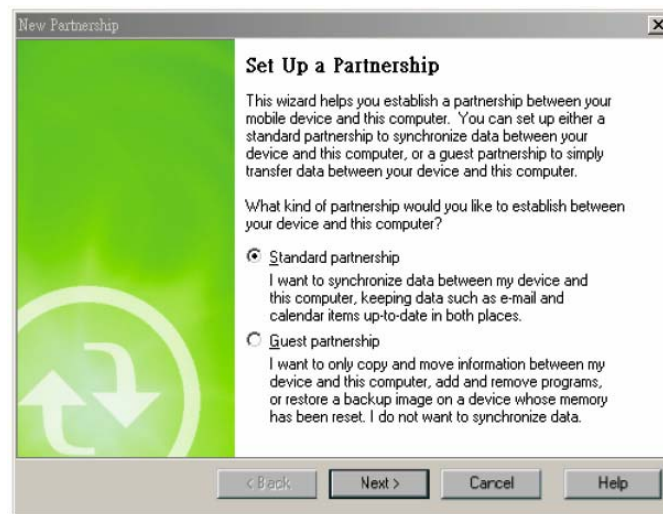 New Partnership
Set Up a Partnership
This wizard helps you establish a partnership between your
mobile device and this computer. You can set up either a
standard partnership to synchronize data between your
device and this computer, or a guest partnership to simply
transfer data between your device and this computer.
What kind of partnership would you like to establish between
your device and this computer?
Standard partnership
I want to synchronize data between my device and
this computer, keeping data such as e-mail and
calendar items up-to-date in both places.
Guest partnership
I want to only copy and move information between my
device and this computer, add and remove programs,
or restore a backup image on a device whose memory
has been reset. I do not want to synchronize data.
< Back Next > Cancel Help